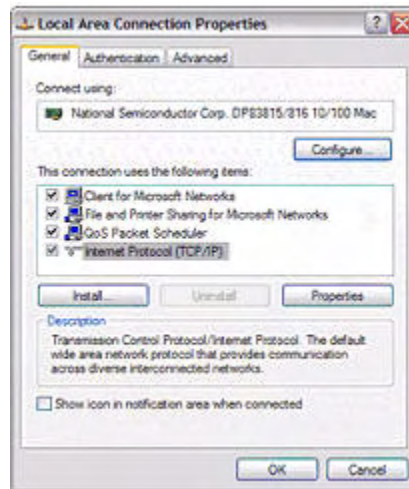 Local Area Connection Properties
General Authentication Advanced
Connect using:
National Semiconductor Corp. DP83815/816 10/100 Mac
Configure...
This connection uses the following items:
Client for Microsoft Networks
File and Printer Sharing for Microsoft Networks
QoS Packet Scheduler
Internet Protocol (TCP/IP)
Install... Uninstall Properties
Description
Transmission Control Protocol/Internet Protocol. The default
wide area network protocol that provides communication
across diverse interconnected networks.
Show icon in notification area when connected
OK Cancel